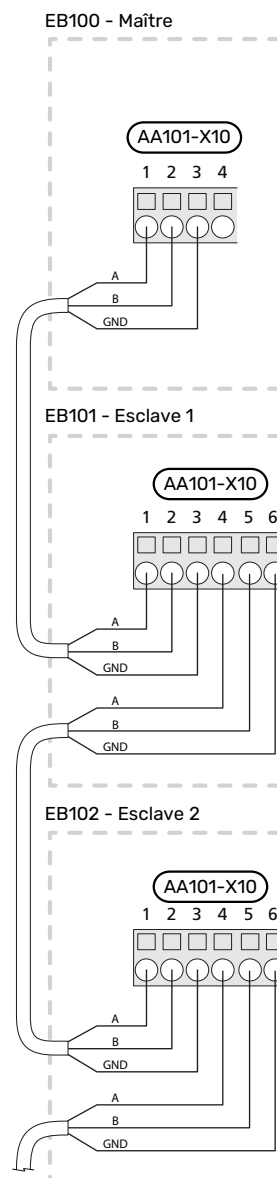 EB100 - Maître
AA101-X10
1 2 3 4
A
B
GND
EB101 - Esclave 1
AA101-X10
1 2 3 4 5 6
A
B
GND
A
B
GND
EB102 - Esclave 2
AA101-X10
1 2 3 4 5 6
A
B
GND
A
B
GND